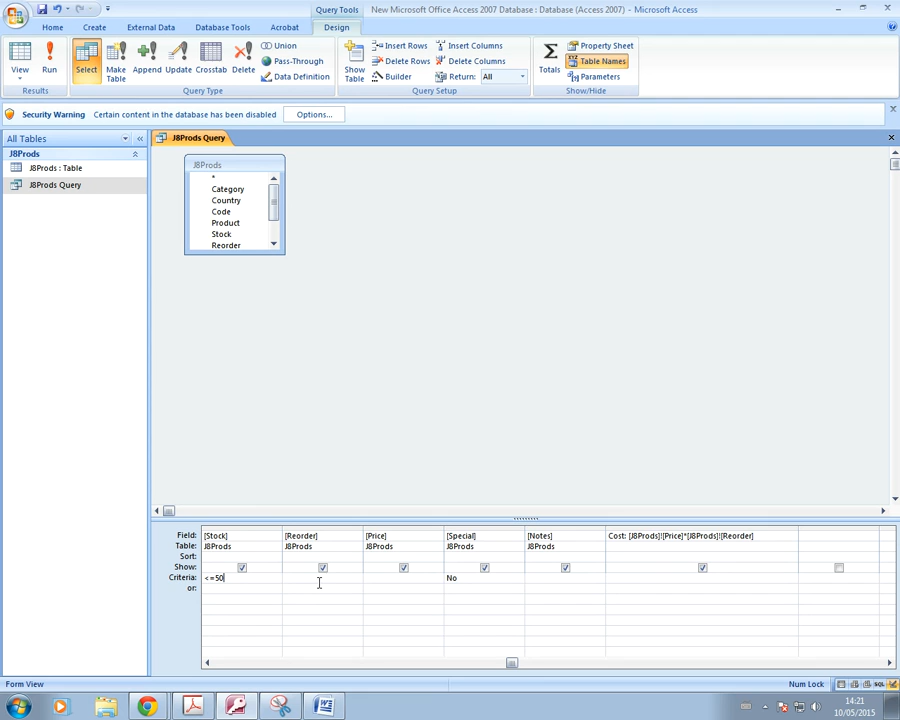 Query Tools
New Microsoft Office Access 2007 Database : Database (Access 2007) - Microsoft Access
Home Create External Data Database Tools Acrobat Design
View
Run
Select
Make Table
Append
Update
Crosstab
Delete
Union
Pass-Through
Data Definition
Show Table
Insert Rows
Delete Rows
Builder
Insert Columns
Delete Columns
Return: All
Totals
Property Sheet
Table Names
Parameters
Results Query Type Query Setup Show/Hide
Security Warning Certain content in the database has been disabled Options...
All Tables
J8Prods
J8Prods : Table
J8Prods Query
J8Prods Query
J8Prods
*
Category
Country
Code
Product
Stock
Reorder
Field: [Stock] [Reorder] [Price] [Special] [Notes] Cost: [J8Prods]![Price]*[J8Prods]![Reorder]
Table: J8Prods J8Prods J8Prods J8Prods J8Prods
Sort:
Show:
Criteria: <=50 No
or:
Form View
Num Lock
SQL
14:21
10/05/2015